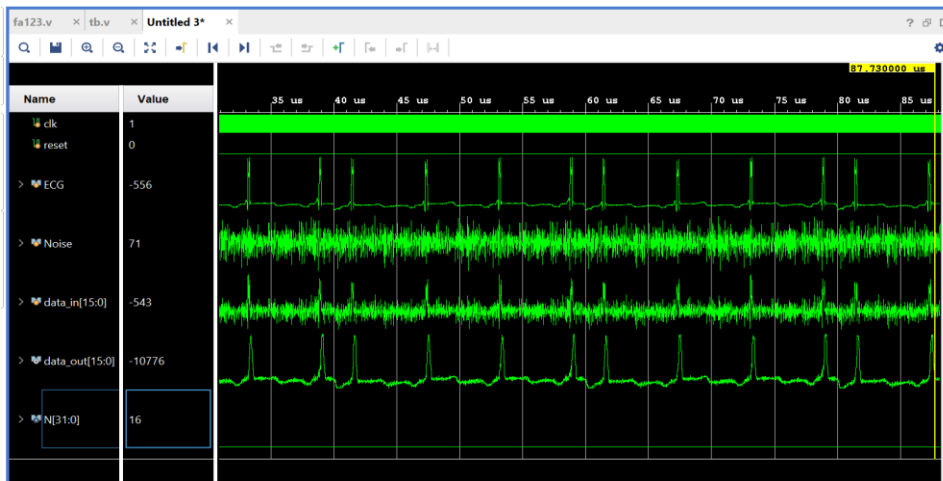 fa123.v × tb.v × Untitled 3* ×
?
87.730000 us
Name Value
35 us 40 us 45 us 50 us 55 us 60 us 65 us 70 us 75 us 80 us 85 us
clk 1
reset 0
> ECG -556
> Noise 71
> data_in[15:0] -543
> data_out[15:0] -10776
> N[31:0] 16